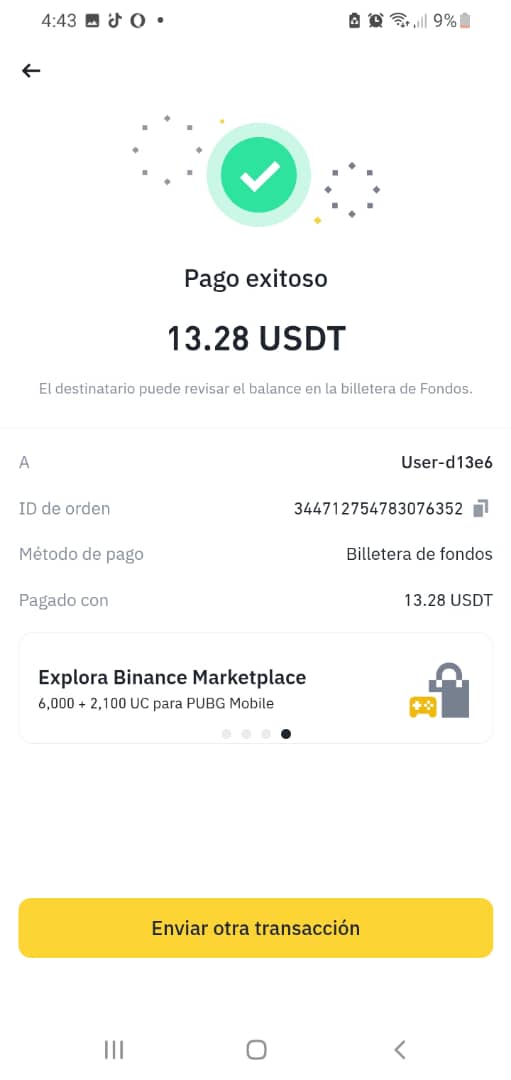 4:43
9%
Pago exitoso
13.28 USDT
El destinatario puede revisar el balance en la billetera de Fondos.
A User-d13e6
ID de orden 344712754783076352
Método de pago Billetera de fondos
Pagado con 13.28 USDT
Explora Binance Marketplace
6,000 + 2,100 UC para PUBG Mobile
Enviar otra transacción